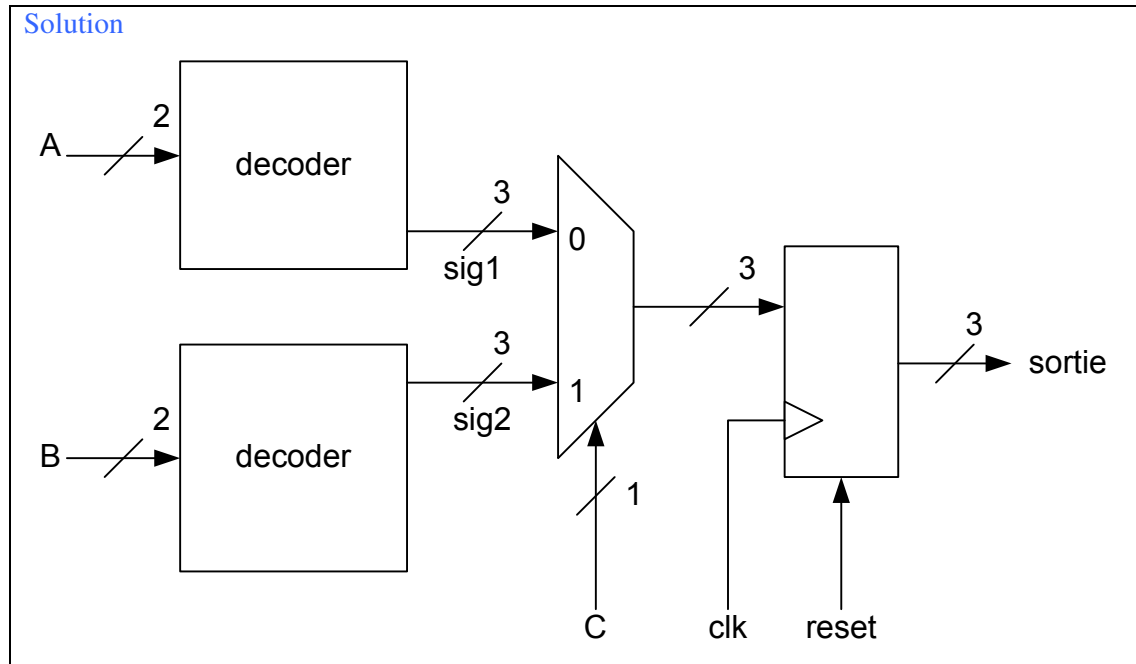 Solution
A
2
decoder
3
sig1
0
3
3
sortie
B
2
decoder
3
sig2
1
1
C
clk
reset